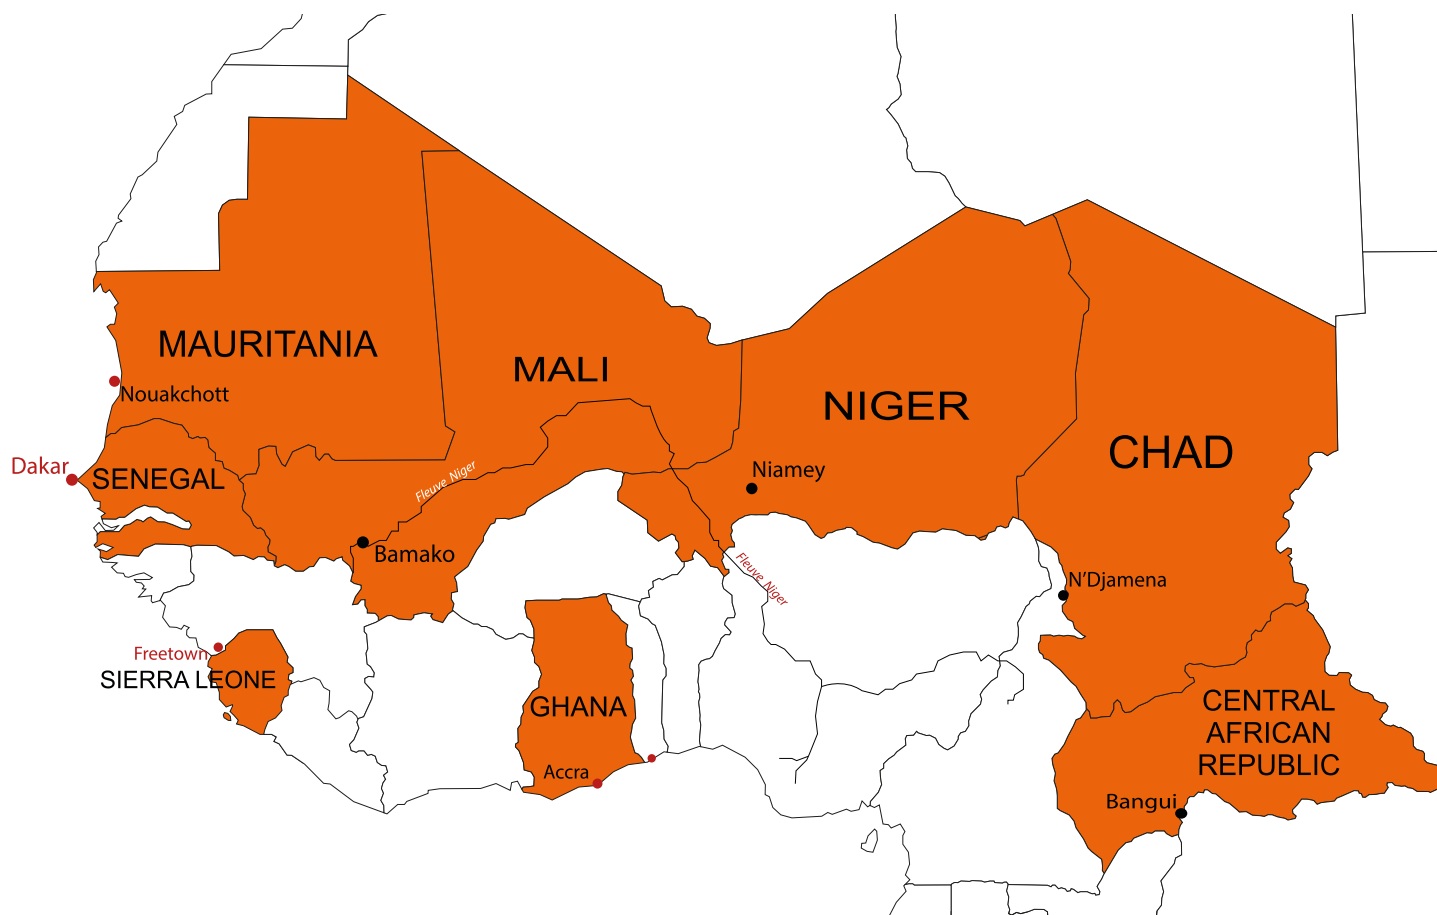 MAURITANIA
MALI
Nouakchott
NIGER
CHAD
Dakar
SENEGAL
Fleuve Niger
Niamey
Bamako
Fleuve Niger
N'Djamena
Freetown
SIERRA LEONE
GHANA
Accra
CENTRAL
AFRICAN
REPUBLIC
Bangui